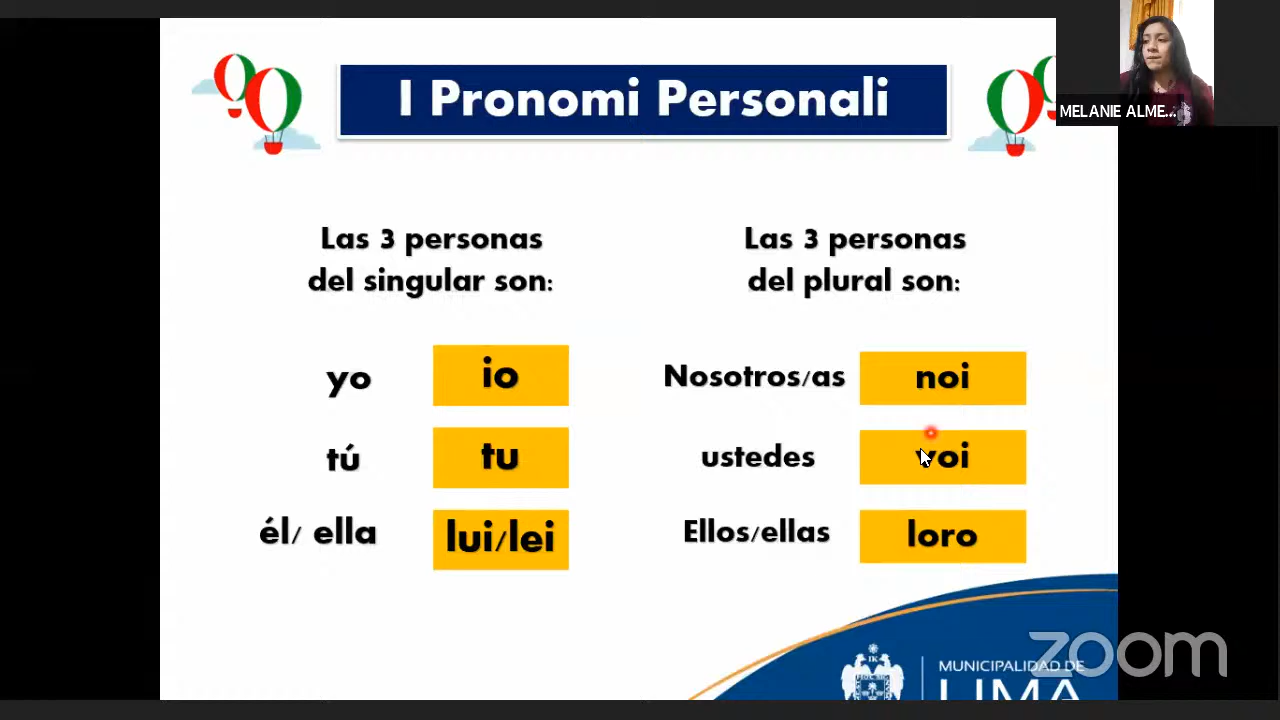 I Pronomi Personali
MELANIE ALME...
Las 3 personas
del singular son:
yo io
tú tu
él/ ella lui/lei
Las 3 personas
del plural son:
Nosotros/as noi
ustedes voi
Ellos/ellas loro
MUNICIPALIDAD DE
LIMA
zoom